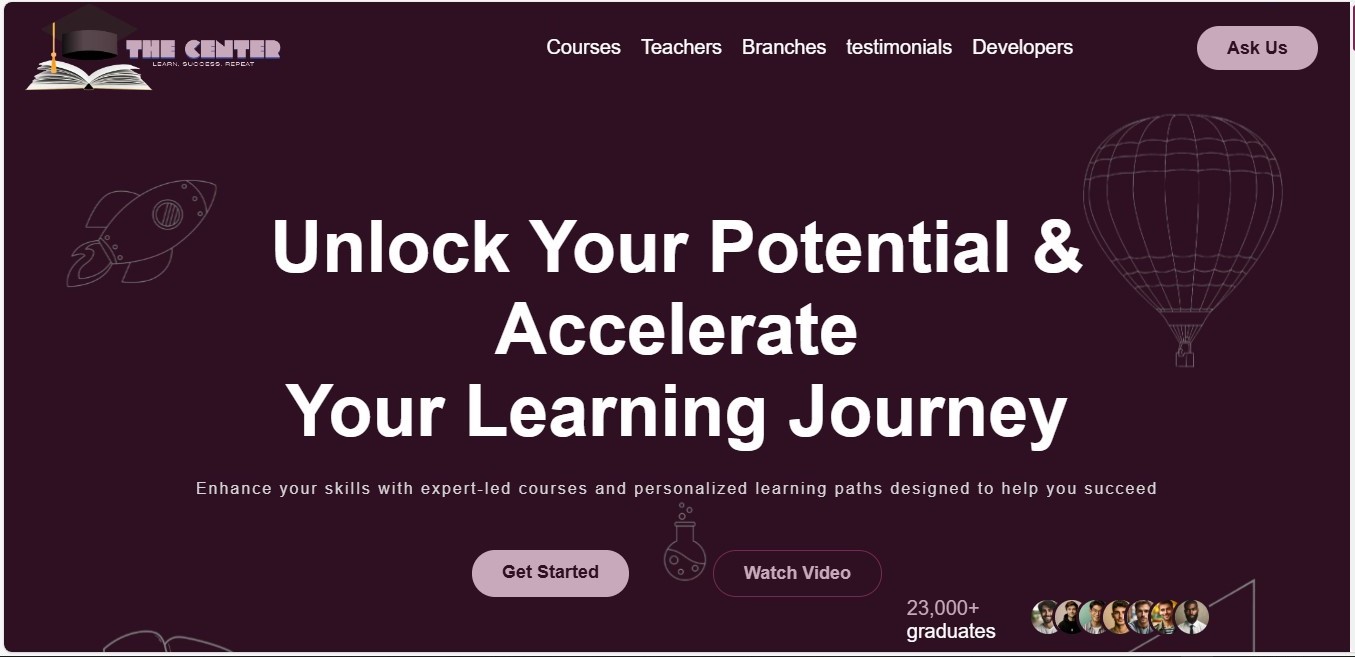 THE CENTER
LEARN. SUCCESS. REPEAT
Courses Teachers Branches testimonials Developers
Ask Us
Unlock Your Potential &
Accelerate
Your Learning Journey
Enhance your skills with expert-led courses and personalized learning paths designed to help you succeed
Get Started
Watch Video
23,000+
graduates